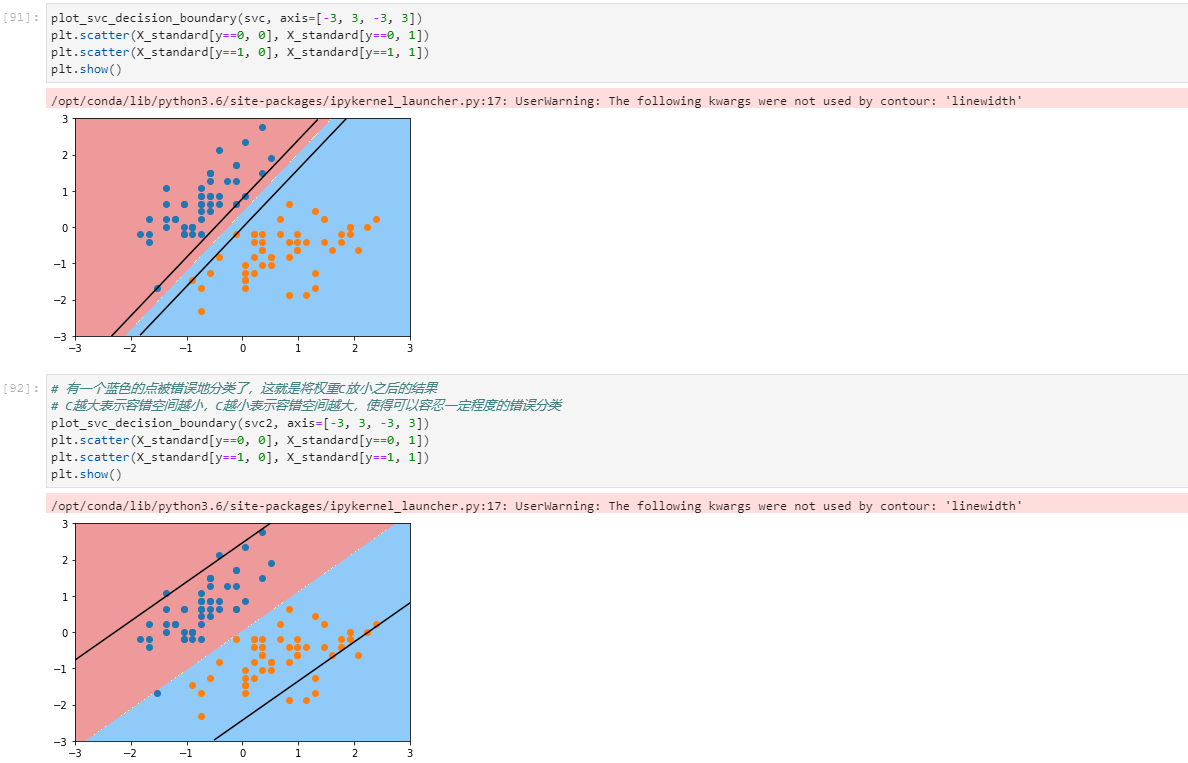 [91]:
plot_svc_decision_boundary(svc, axis=[-3, 3, -3, 3])
plt.scatter(X_standard[y==0, 0], X_standard[y==0, 1])
plt.scatter(X_standard[y==1, 0], X_standard[y==1, 1])
plt.show()
/opt/conda/lib/python3.6/site-packages/ipykernel_launcher.py:17: UserWarning: The following kwargs were not used by contour: 'linewidth'
3
2
1
0
−1
−2
−3
−3 −2 −1 0 1 2 3
[92]:
# 有一个蓝色的点被错误地分类了，这就是将权重C放小之后的结果
# C越大表示容错空间越小，C越小表示容错空间越大，使得可以容忍一定程度的错误分类
plot_svc_decision_boundary(svc2, axis=[-3, 3, -3, 3])
plt.scatter(X_standard[y==0, 0], X_standard[y==0, 1])
plt.scatter(X_standard[y==1, 0], X_standard[y==1, 1])
plt.show()
/opt/conda/lib/python3.6/site-packages/ipykernel_launcher.py:17: UserWarning: The following kwargs were not used by contour: 'linewidth'
3
2
1
0
−1
−2
−3
−3 −2 −1 0 1 2 3